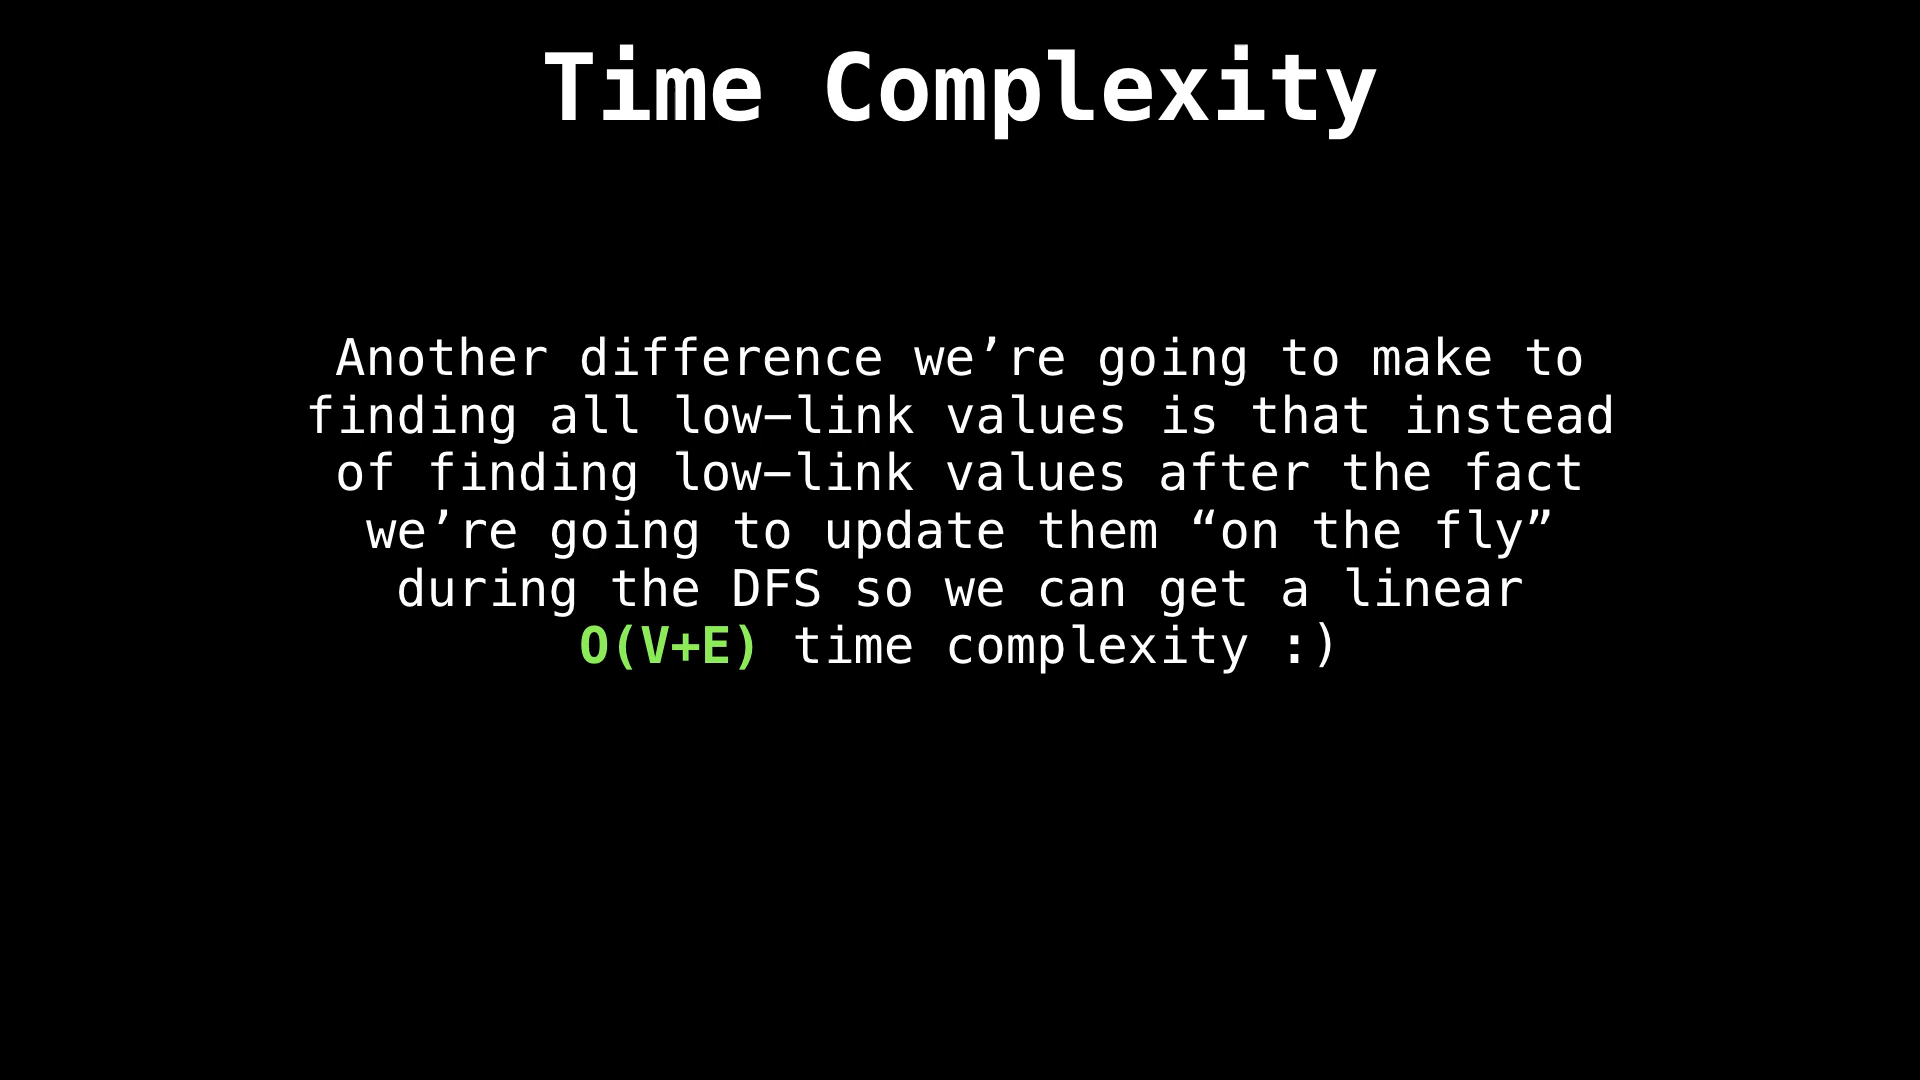 Time Complexity
Another difference we’re going to make to
finding all low-link values is that instead
of finding low-link values after the fact
we’re going to update them “on the fly”
during the DFS so we can get a linear
O(V+E) time complexity :)